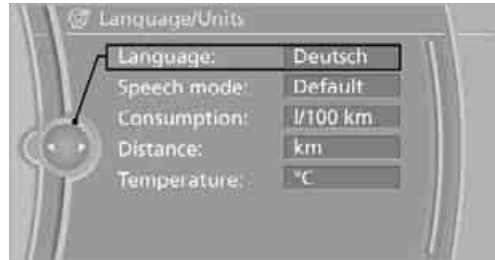 Language/Units
Language: Deutsch
Speech mode: Default
Consumption: l/100 km
Distance: km
Temperature: °C